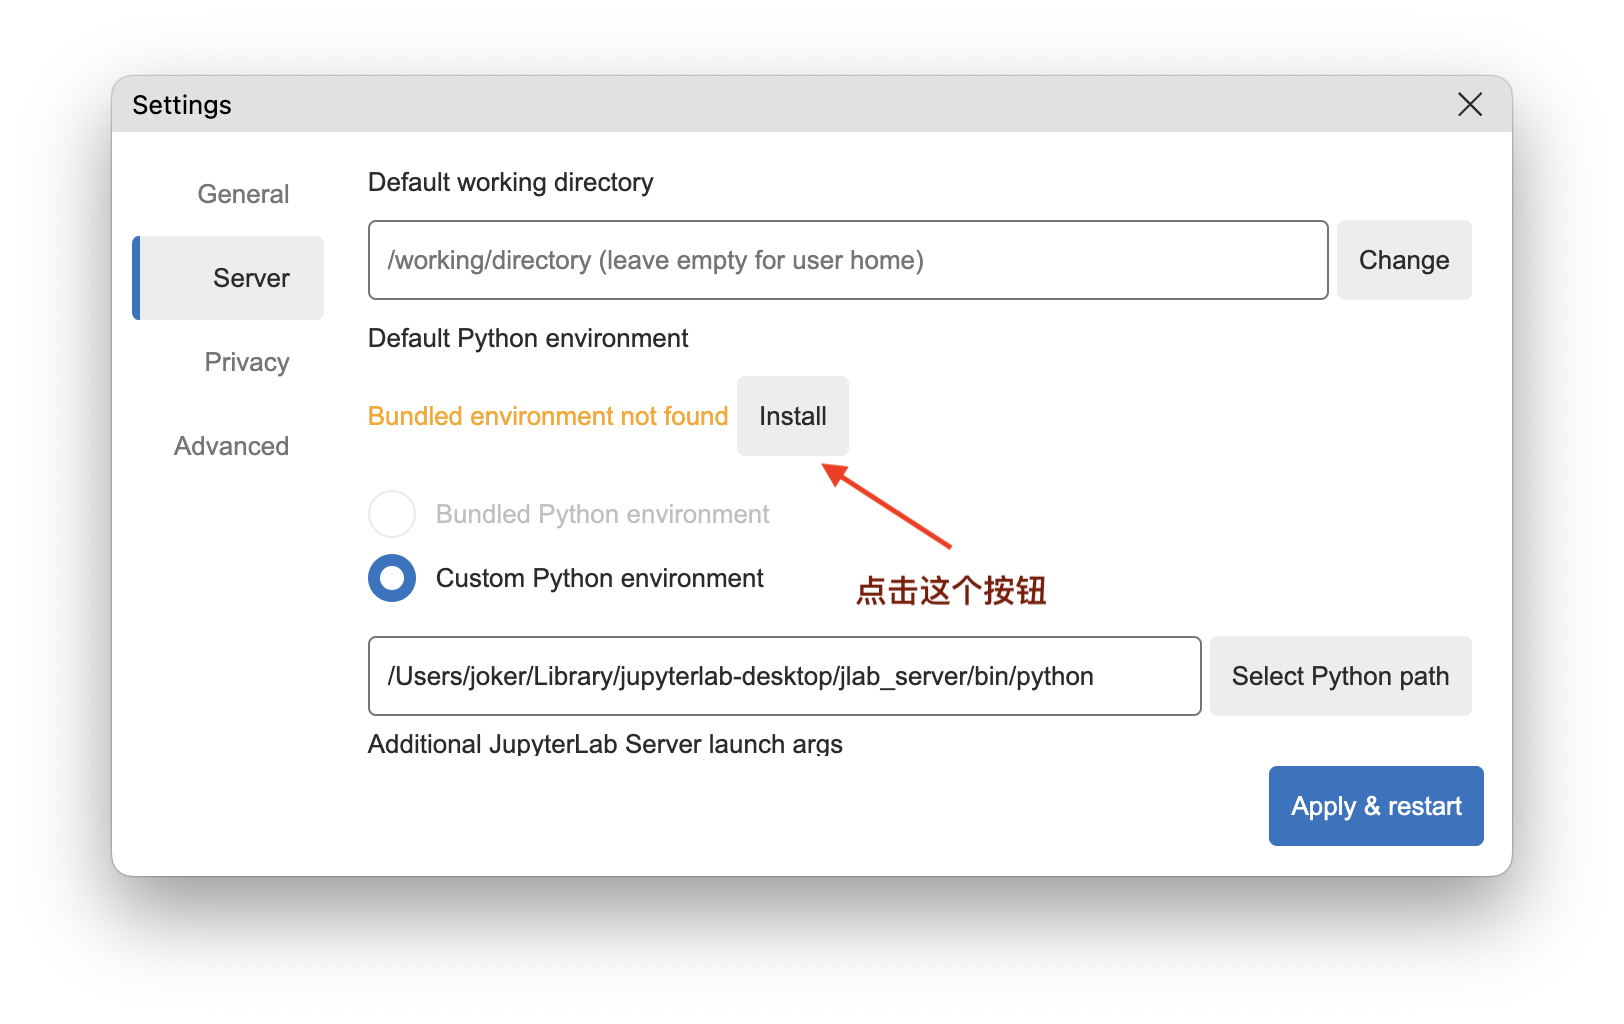 Settings
General
Server
Privacy
Advanced
Default working directory
/working/directory (leave empty for user home)
Change
Default Python environment
Bundled environment not found
Install
Bundled Python environment
Custom Python environment
点击这个按钮
/Users/joker/Library/jupyterlab-desktop/jlab_server/bin/python
Select Python path
Additional JupyterLab Server launch args
Apply & restart